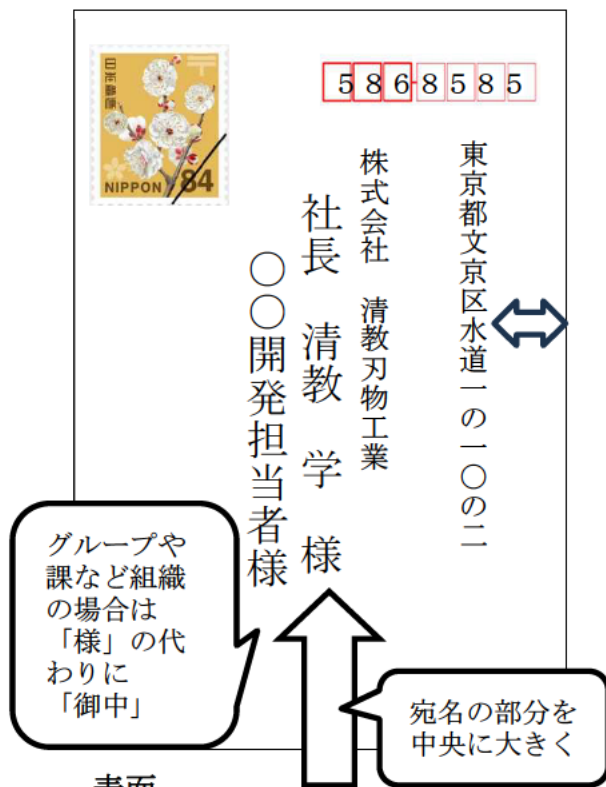 日本郵便
NIPPON 84
586-8585
東京都文京区水道一の一〇の二
株式会社 清教刃物工業
社長 清教 学 様
〇〇開発担当者様
グループや
課など組織
の場合は
「様」の代
わりに
「御中」
宛名の部分を
中央に大きく